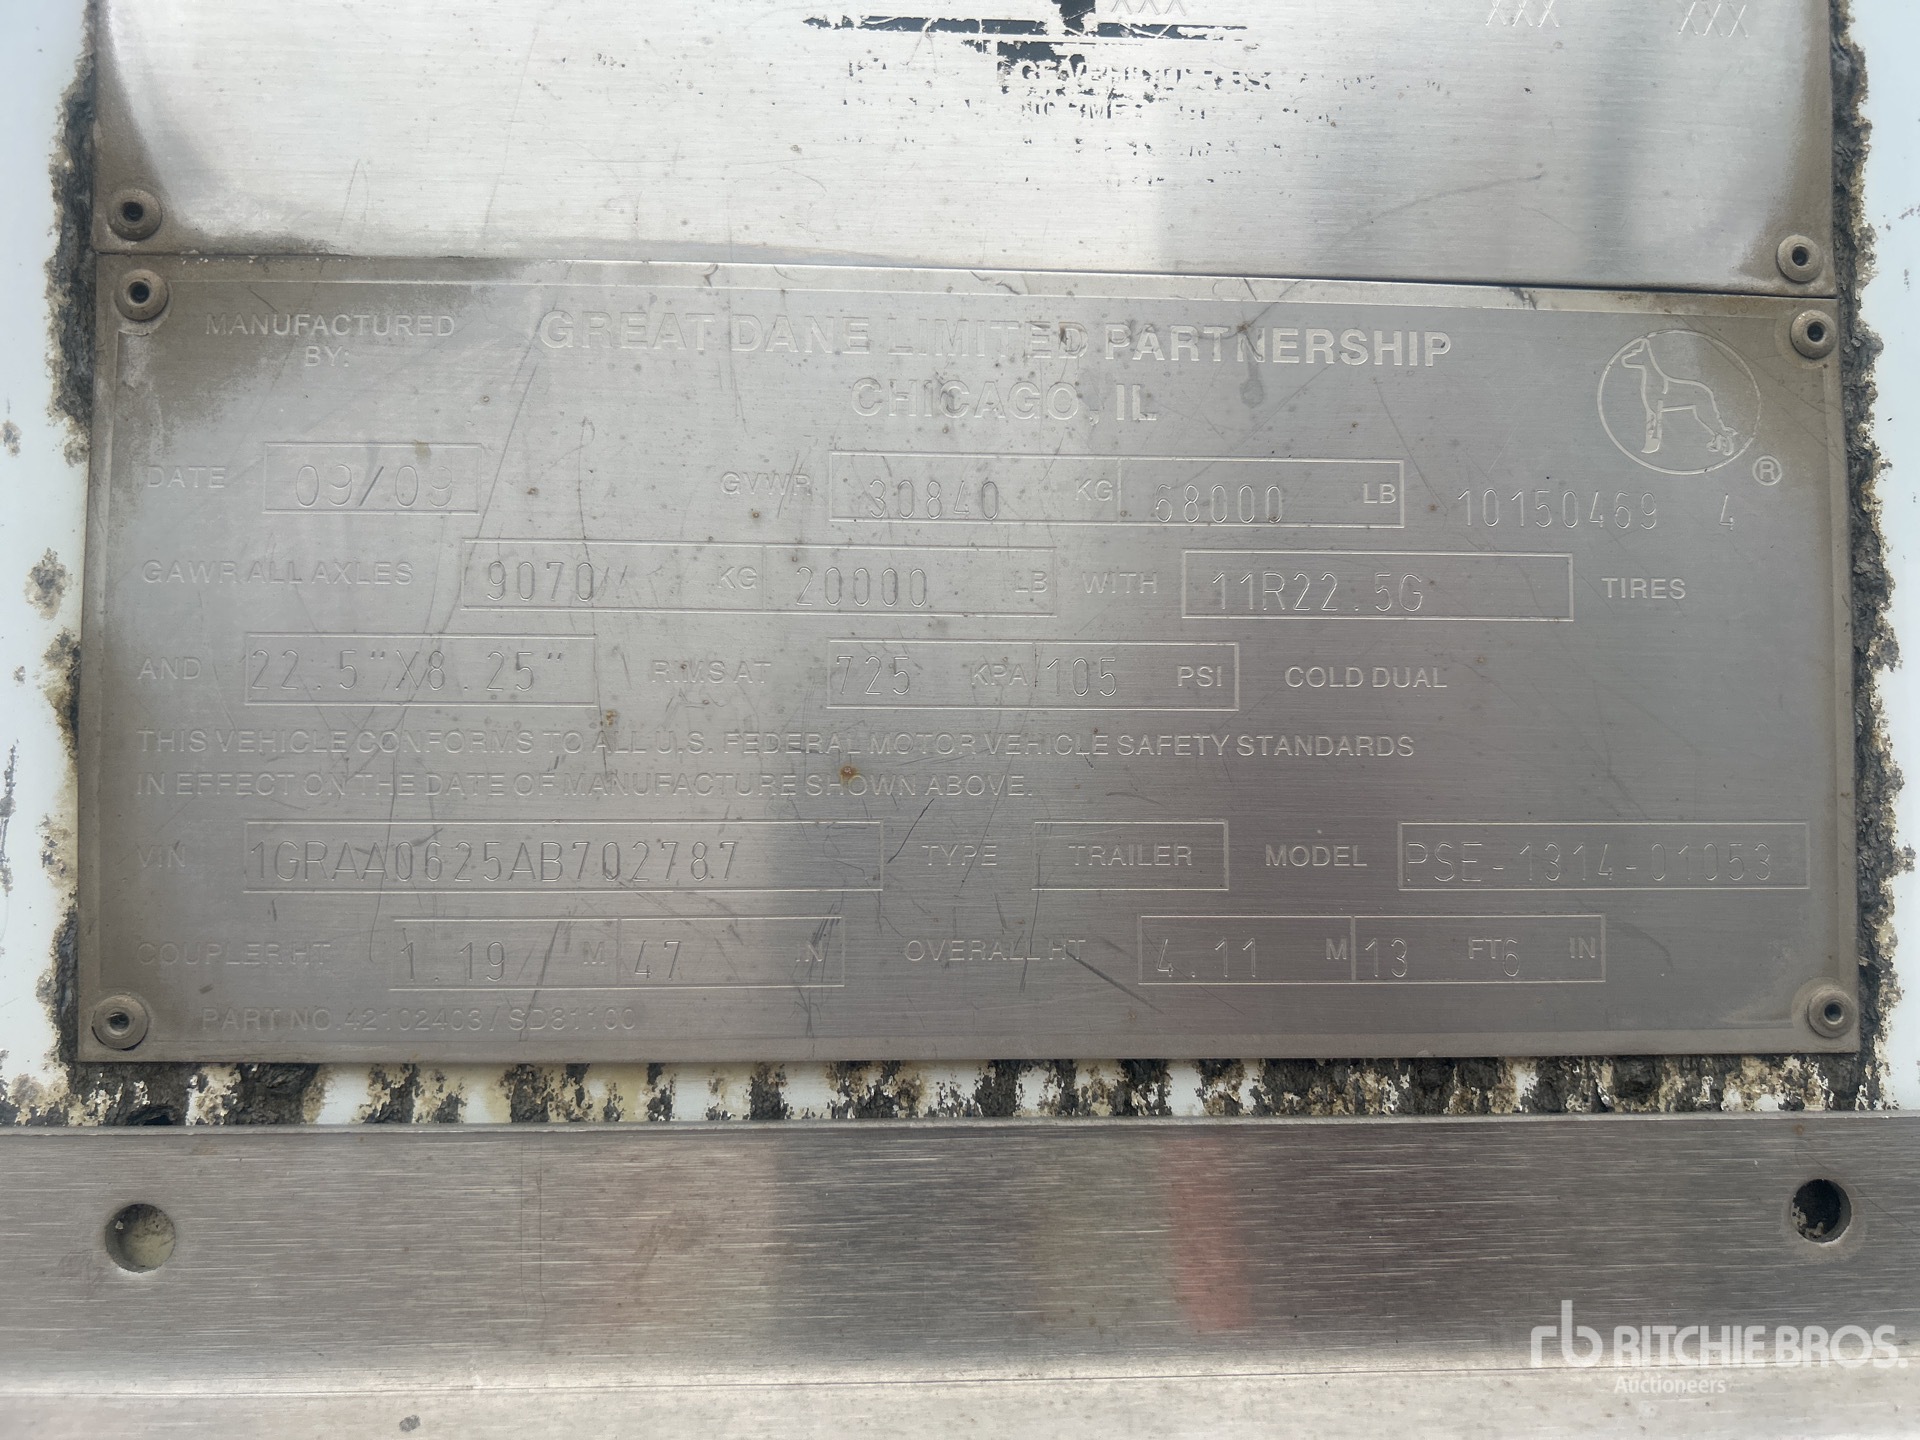 XXX XXX XXX
MANUFACTURED BY: GREAT DANE LIMITED PARTNERSHIP
CHICAGO, IL
®
DATE 09/09 GVWR 30840 KG 68000 LB 10150469 4
GAWR ALL AXLES 9070 KG 20000 LB WITH 11R22.5G TIRES
AND 22.5"X8.25" RIMS AT 725 KPA/105 PSI COLD DUAL
THIS VEHICLE CONFORMS TO ALL U.S. FEDERAL MOTOR VEHICLE SAFETY STANDARDS
IN EFFECT ON THE DATE OF MANUFACTURE SHOWN ABOVE.
VIN 1GRAA0625AB702787 TYPE TRAILER MODEL PSE-1314-01053
COUPLER HT 1.19 M 47 IN OVERALL HT 4.11 M 13 FT 6 IN
PART NO. 42102403 / SD81100
rb RITCHIE BROS.
Auctioneers